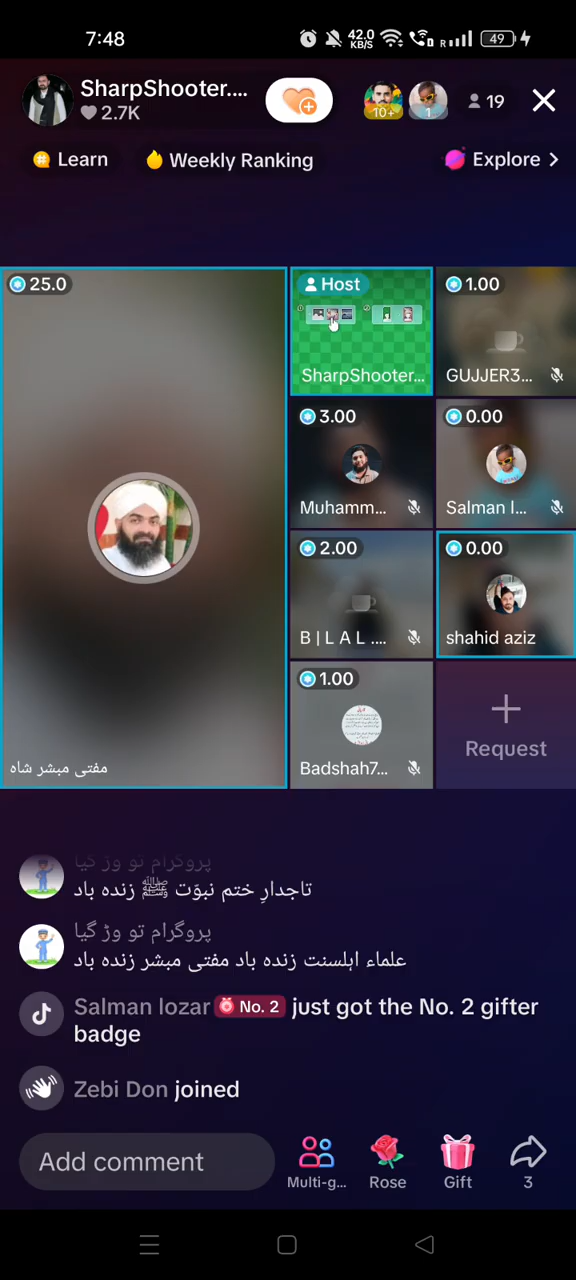 7:48
42.0
KB/S
R
49
SharpShooter....
2.7K
10+
1
19
Learn
Weekly Ranking
Explore
25.0
مفتی مبشر شاہ
Host
SharpShooter...
1.00
GUJJER3...
3.00
Muhamm...
0.00
Salman l...
2.00
B | L A L ....
0.00
shahid aziz
1.00
Badshah7...
Request
پروگرام تو وڑ گیا
تاجدارِ ختم نبوّت ﷺ زندہ باد
پروگرام تو وڑ گیا
علماء اہلسنت زندہ باد مفتی مبشر زندہ باد
Salman lozar No. 2 just got the No. 2 gifter
badge
Zebi Don joined
Add comment
Multi-g...
Rose
Gift
3